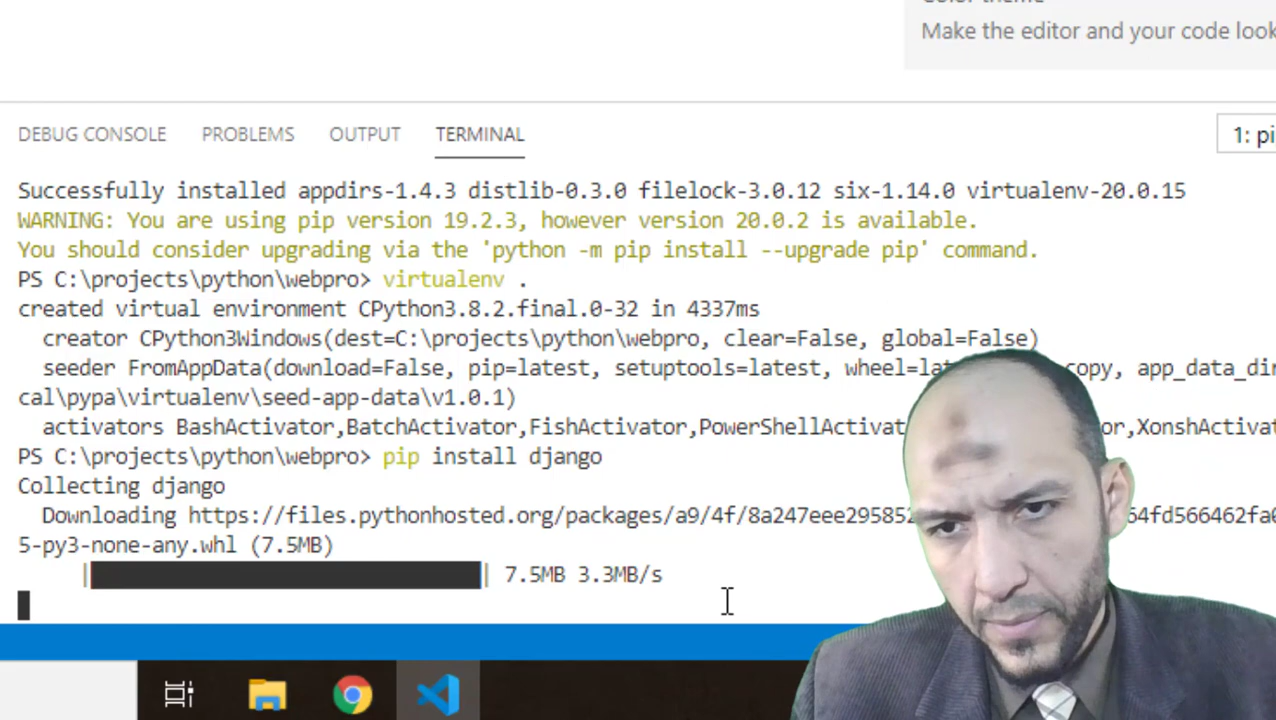 Make the editor and your code look
DEBUG CONSOLE PROBLEMS OUTPUT TERMINAL
1: pi
Successfully installed appdirs-1.4.3 distlib-0.3.0 filelock-3.0.12 six-1.14.0 virtualenv-20.0.15
WARNING: You are using pip version 19.2.3, however version 20.0.2 is available.
You should consider upgrading via the 'python -m pip install --upgrade pip' command.
PS C:\projects\python\webpro> virtualenv .
created virtual environment CPython3.8.2.final.0-32 in 4337ms
creator CPython3Windows(dest=C:\projects\python\webpro, clear=False, global=False)
seeder FromAppData(download=False, pip=latest, setuptools=latest, wheel=lat copy, app_data_di
cal\pypa\virtualenv\seed-app-data\v1.0.1)
activators BashActivator,BatchActivator,FishActivator,PowerShellActivat or,XonshActivat
PS C:\projects\python\webpro> pip install django
Collecting django
Downloading https://files.pythonhosted.org/packages/a9/4f/8a247eee295852 64fd566462fa
5-py3-none-any.whl (7.5MB)
7.5MB 3.3MB/s